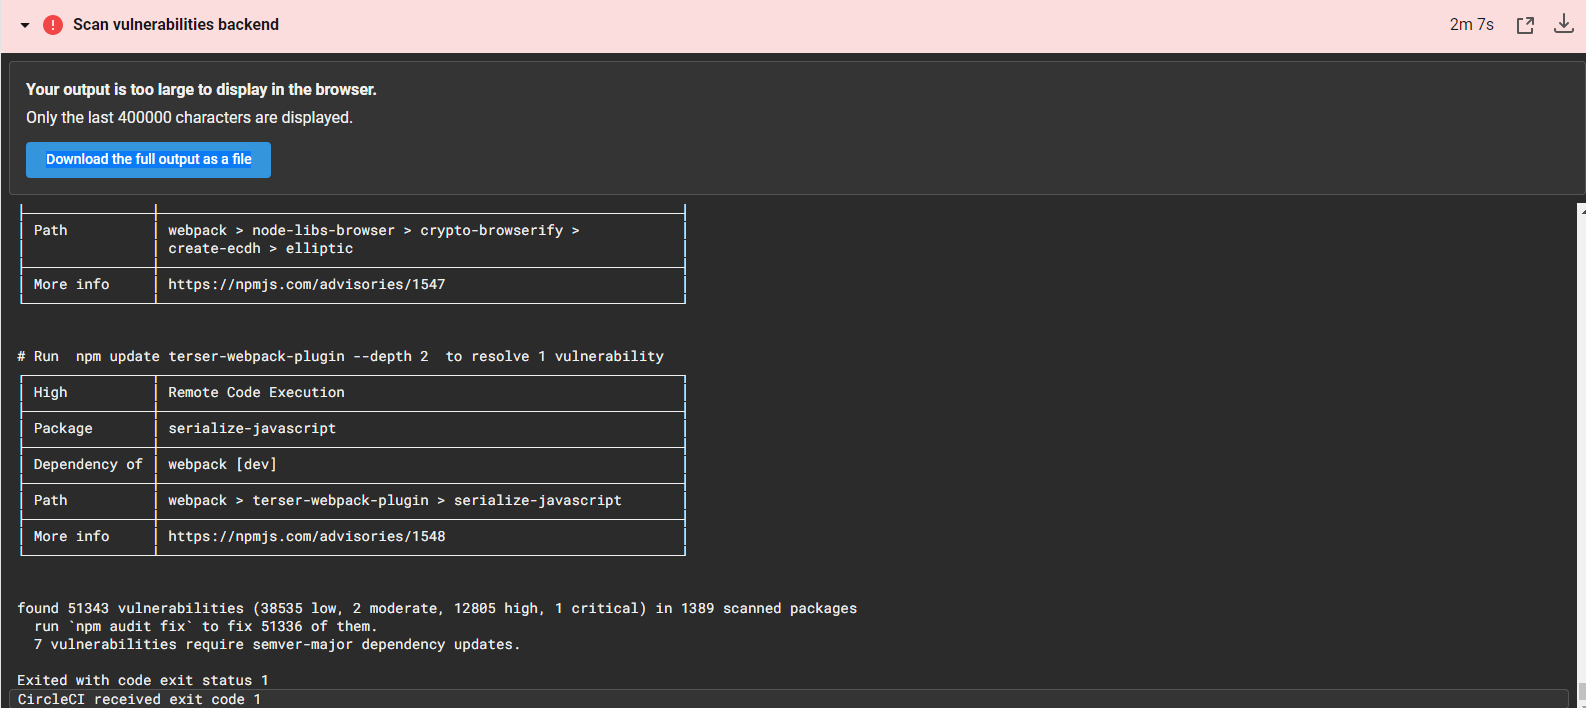 Scan vulnerabilities backend 2m 7s
Your output is too large to display in the browser.
Only the last 400000 characters are displayed.
Download the full output as a file
Path webpack > node-libs-browser > crypto-browserify >
create-ecdh > elliptic
More info https://npmjs.com/advisories/1547
# Run  npm update terser-webpack-plugin --depth 2  to resolve 1 vulnerability
High Remote Code Execution
Package serialize-javascript
Dependency of webpack [dev]
Path webpack > terser-webpack-plugin > serialize-javascript
More info https://npmjs.com/advisories/1548
found 51343 vulnerabilities (38535 low, 2 moderate, 12805 high, 1 critical) in 1389 scanned packages
run `npm audit fix` to fix 51336 of them.
7 vulnerabilities require semver-major dependency updates.
Exited with code exit status 1
CircleCI received exit code 1